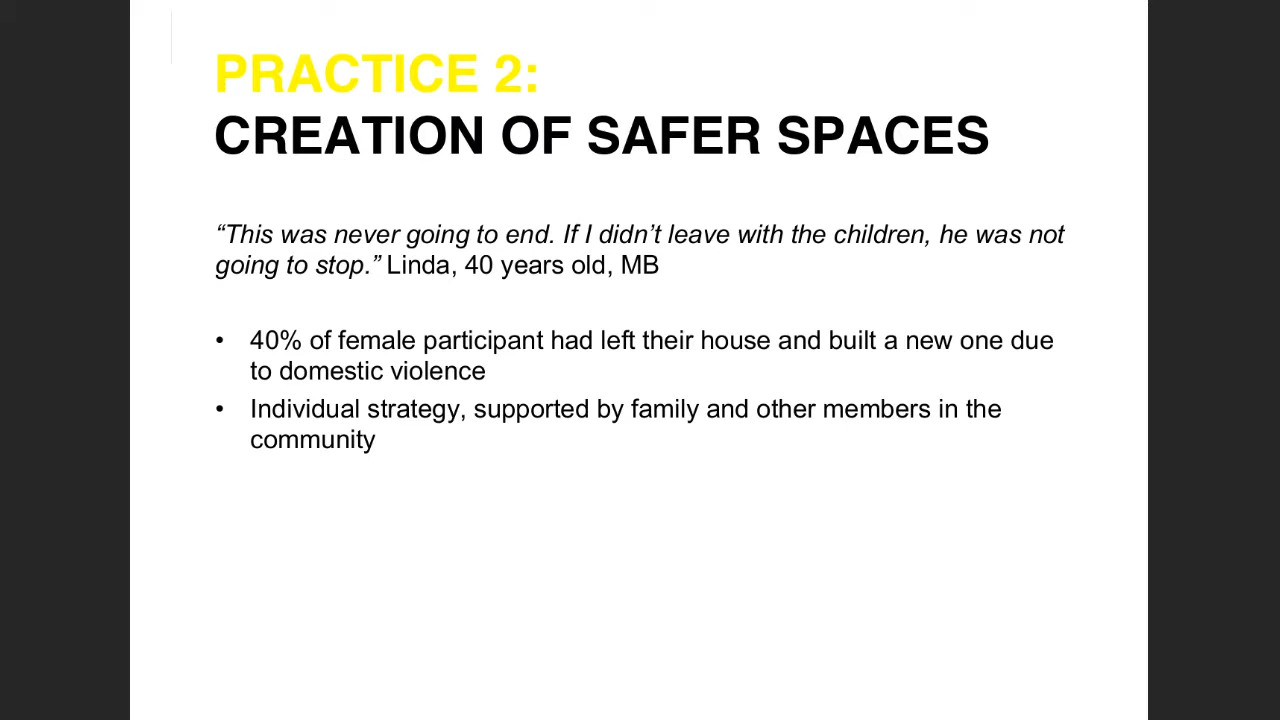 PRACTICE 2:
CREATION OF SAFER SPACES
“This was never going to end. If I didn’t leave with the children, he was not
going to stop.” Linda, 40 years old, MB
• 40% of female participant had left their house and built a new one due
to domestic violence
• Individual strategy, supported by family and other members in the
community